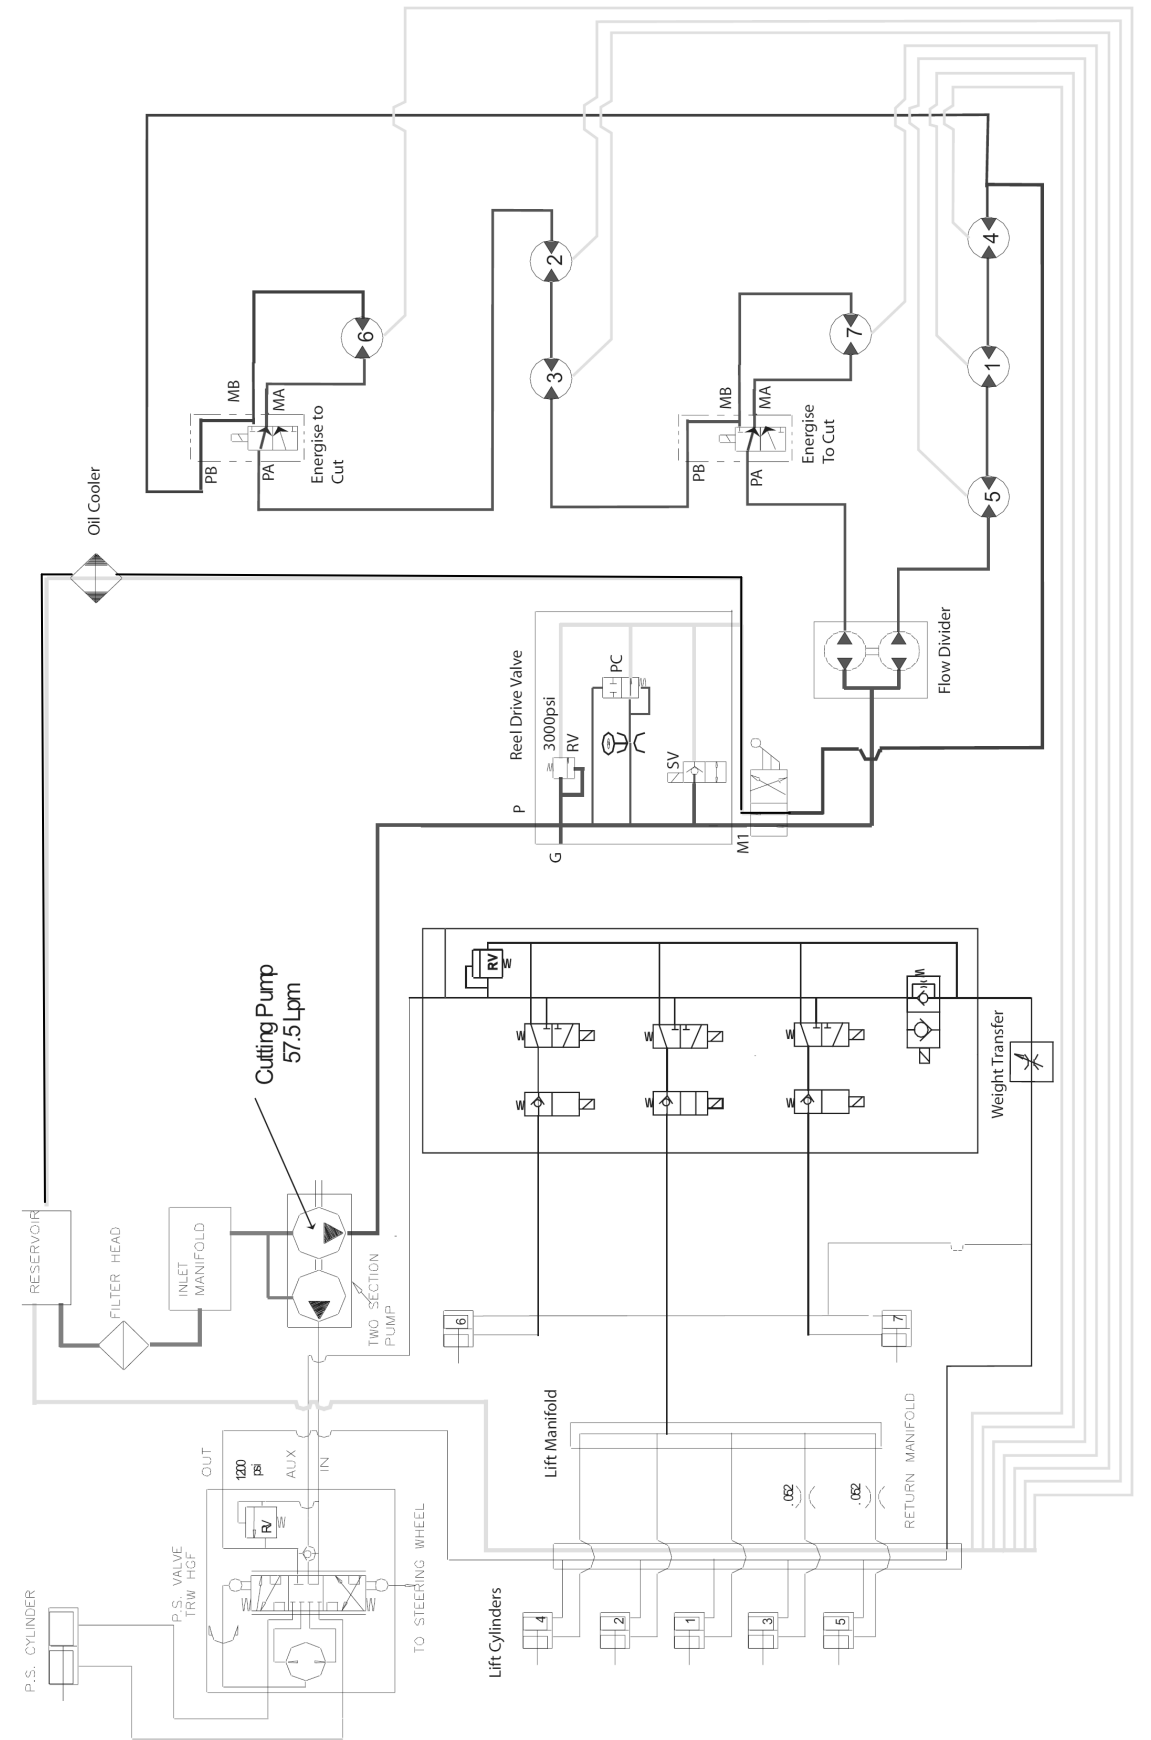 MB
MA
PB
PA
Energise to
Cut
6
2
3
4
1
5
7
MB
MA
PB
PA
Energise
To Cut
Oil Cooler
Reel Drive Valve
3000psi
RV
PC
SV
P
G
M1
Flow Divider
Cutting Pump
57.5 Lpm
RV
W
W
W
W
W
W
W
W
Weight Transfer
RESERVOIR
FILTER HEAD
INLET
MANIFOLD
TWO SECTION
PUMP
6
7
Lift Manifold
RETURN MANIFOLD
.052
.052
OUT
1200
psi
AUX
IN
RV
W
W
W
P.S. VALVE
TRW HGF
TO STEERING WHEEL
P.S. CYLINDER
Lift Cylinders
4
2
1
3
5